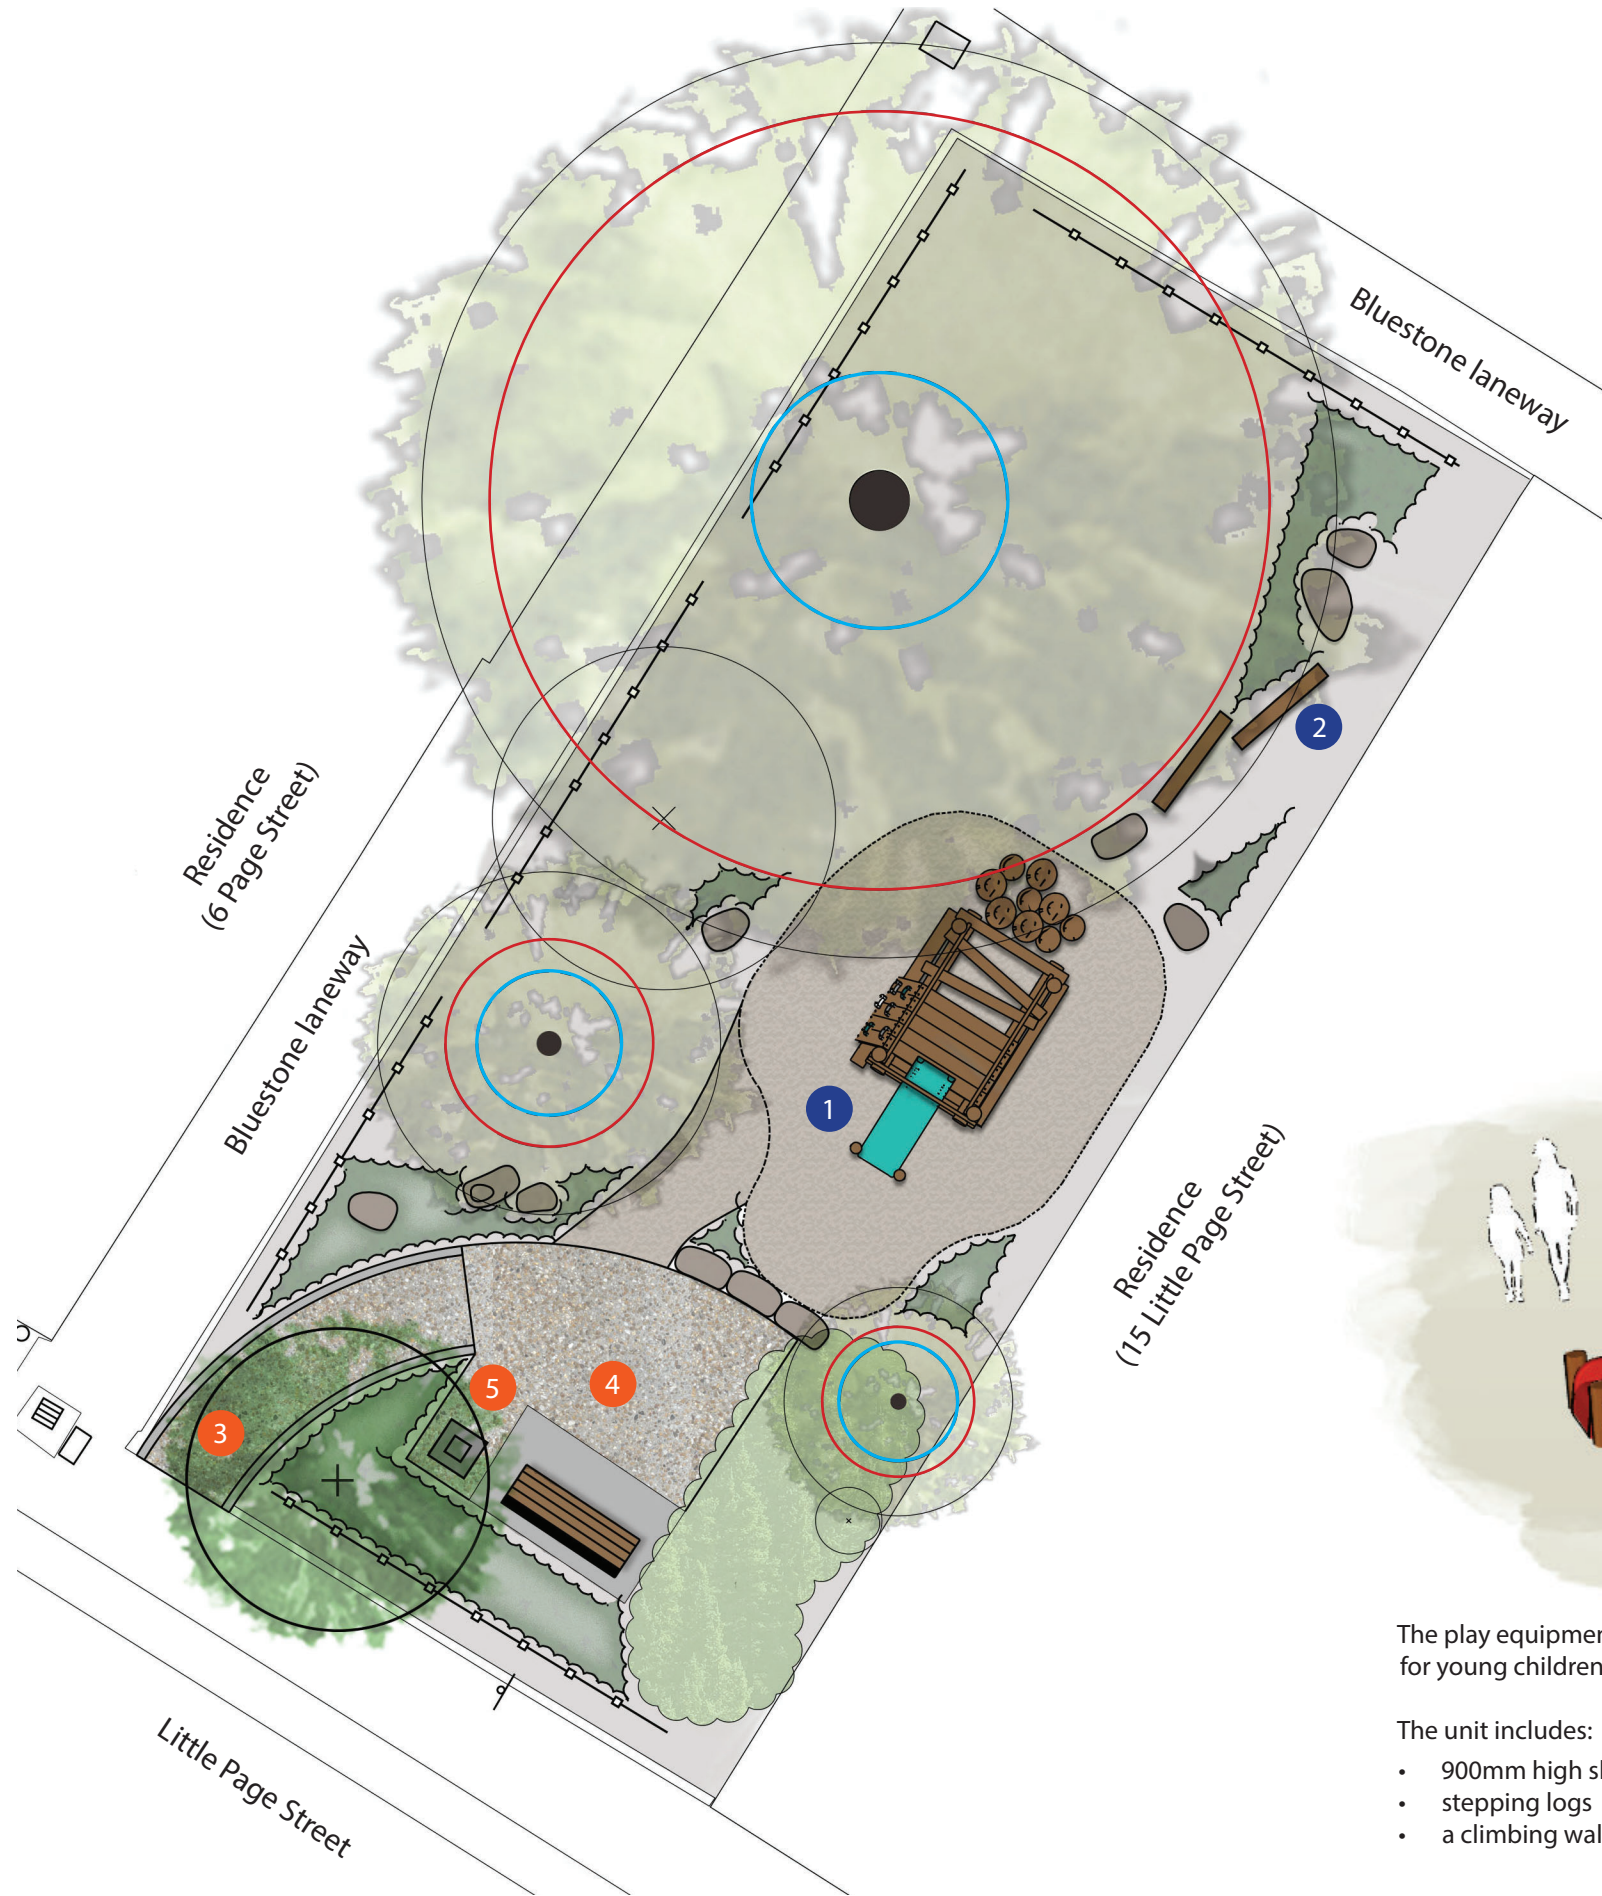 Bluestone laneway
2
Residence
(6 Page Street)
Bluestone laneway
1
Residence
(15 Little Page Street)
5
4
3
Little Page Street
The play equipmen
for young children
The unit includes:
• 900mm high sl
• stepping logs
• a climbing wal